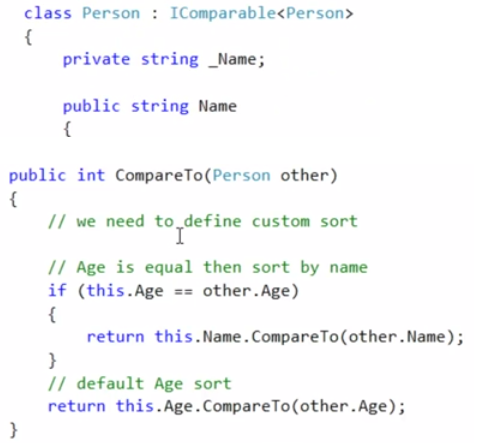 class Person : IComparable<Person>
{
private string _Name;
public string Name
{
public int CompareTo(Person other)
{
// we need to define custom sort
// Age is equal then sort by name
if (this.Age == other.Age)
{
return this.Name.CompareTo(other.Name);
}
// default Age sort
return this.Age.CompareTo(other.Age);
}